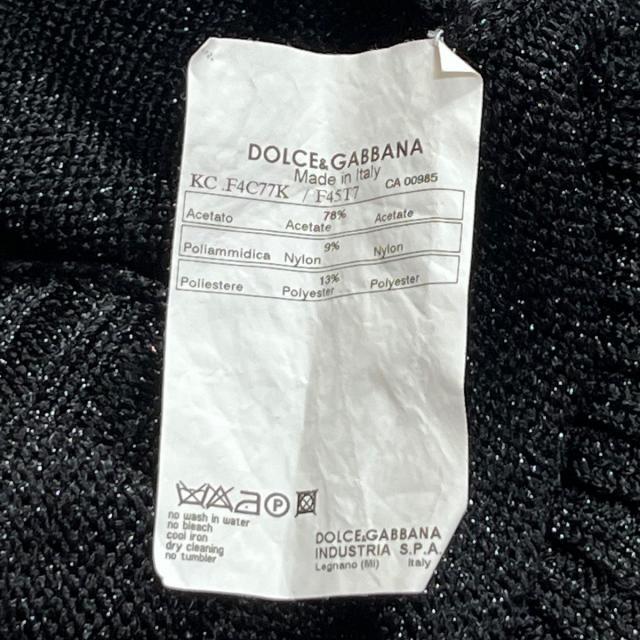 DOLCE&GABBANA
Made in Italy
KC F4C77K / F45T7 CA 00985
78%
Acetato Acetate Acetate
9%
Poliammidica Nylon Nylon
13%
Poliestere Polyester Polyester
P
no wash in water
no bleach
cool iron
dry cleaning
no tumbler
DOLCE&GABBANA
INDUSTRIA S.P.A.
Legnano (MI) Italy